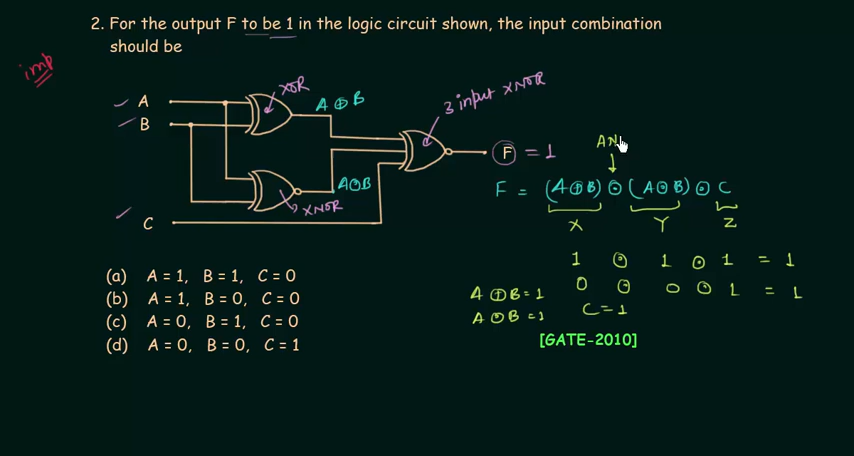 2. For the output F to be 1 in the logic circuit shown, the input combination
should be
imp
XOR
A ⊕ B
3 input XNOR
A
B
F = 1
AN
A⊙B
XNOR
F = (A ⊕ B) ⊙ (A ⊙ B) ⊙ C
X Y Z
C
1 ⊙ 1 ⊙ 1 = 1
(a) A = 1, B = 1, C = 0
0 ⊙ 0 ⊙ 1 = 1
A ⊕ B = 1
(b) A = 1, B = 0, C = 0
A ⊙ B = 1 C = 1
(c) A = 0, B = 1, C = 0
[GATE-2010]
(d) A = 0, B = 0, C = 1